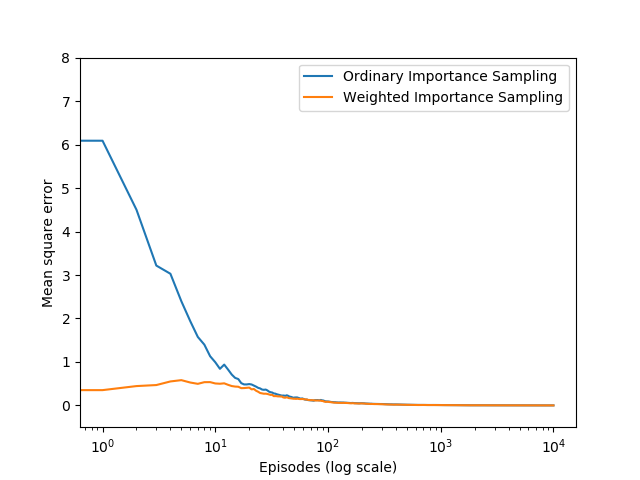 Ordinary Importance Sampling
Weighted Importance Sampling
Mean square error
8
7
6
5
4
3
2
1
0
10⁰ 10¹ 10² 10³ 10⁴
Episodes (log scale)